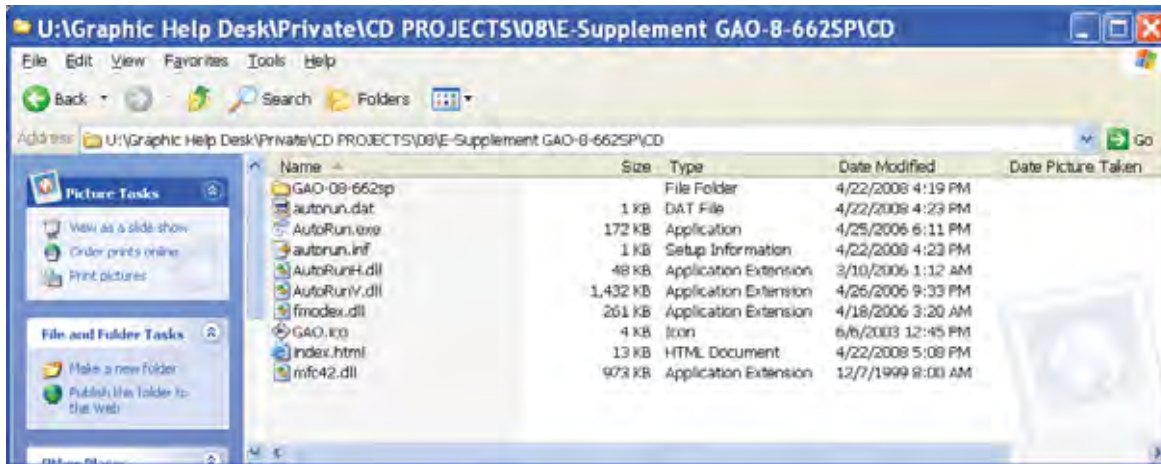 U:\Graphic Help Desk\Private\CD PROJECTS\08\E-Supplement GAO-8-662SP\CD
File Edit View Favorites Tools Help
Back Search Folders
Address U:\Graphic Help Desk\Private\CD PROJECTS\08\E-Supplement GAO-8-662SP\CD Go
Picture Tasks
View as a slide show
Order prints online
Print pictures
File and Folder Tasks
Make a new folder
Publish this folder to
the Web
Other Places
Name Size Type Date Modified Date Picture Taken
GAO-08-662sp File Folder 4/22/2008 4:19 PM
autorun.dat 1 KB DAT File 4/22/2008 4:23 PM
AutoRun.exe 172 KB Application 4/25/2006 6:11 PM
autorun.inf 1 KB Setup Information 4/22/2008 4:23 PM
AutoRunH.dll 48 KB Application Extension 3/10/2006 1:12 AM
AutoRunV.dll 1,432 KB Application Extension 4/26/2006 9:33 PM
fmodex.dll 261 KB Application Extension 4/18/2006 3:20 AM
GAO.ico 4 KB Icon 6/6/2003 12:45 PM
index.html 13 KB HTML Document 4/22/2008 5:08 PM
mfc42.dll 973 KB Application Extension 12/7/1999 8:00 AM